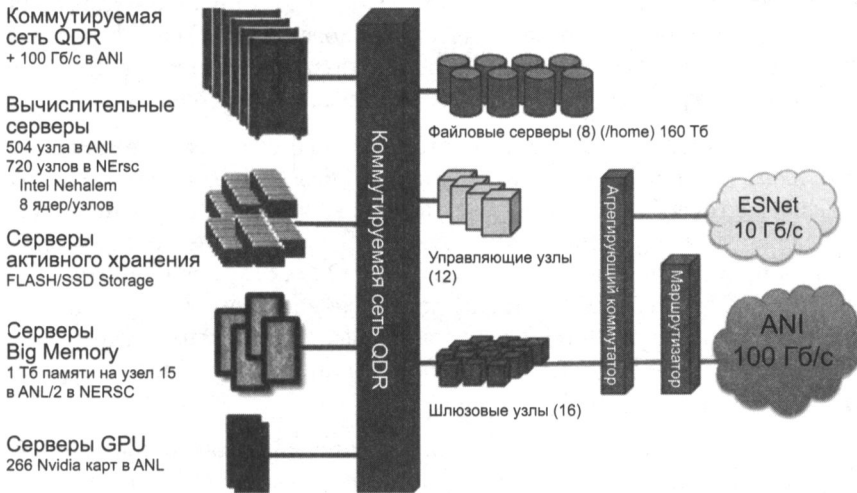 Коммутируемая
сеть QDR
+ 100 Гб/с в ANI
Вычислительные
серверы
504 узла в ANL
720 узлов в NErsc
Intel Nehalem
8 ядер/узлов
Серверы
активного хранения
FLASH/SSD Storage
Серверы
Big Memory
1 Тб памяти на узел 15
в ANL/2 в NERSC
Серверы GPU
266 Nvidia карт в ANL
Коммутируемая сеть QDR
Файловые серверы (8) (/home) 160 Тб
Управляющие узлы
(12)
Шлюзовые узлы (16)
Агрегирующий коммутатор
Маршрутизатор
ESNet
10 Гб/с
ANI
100 Гб/с